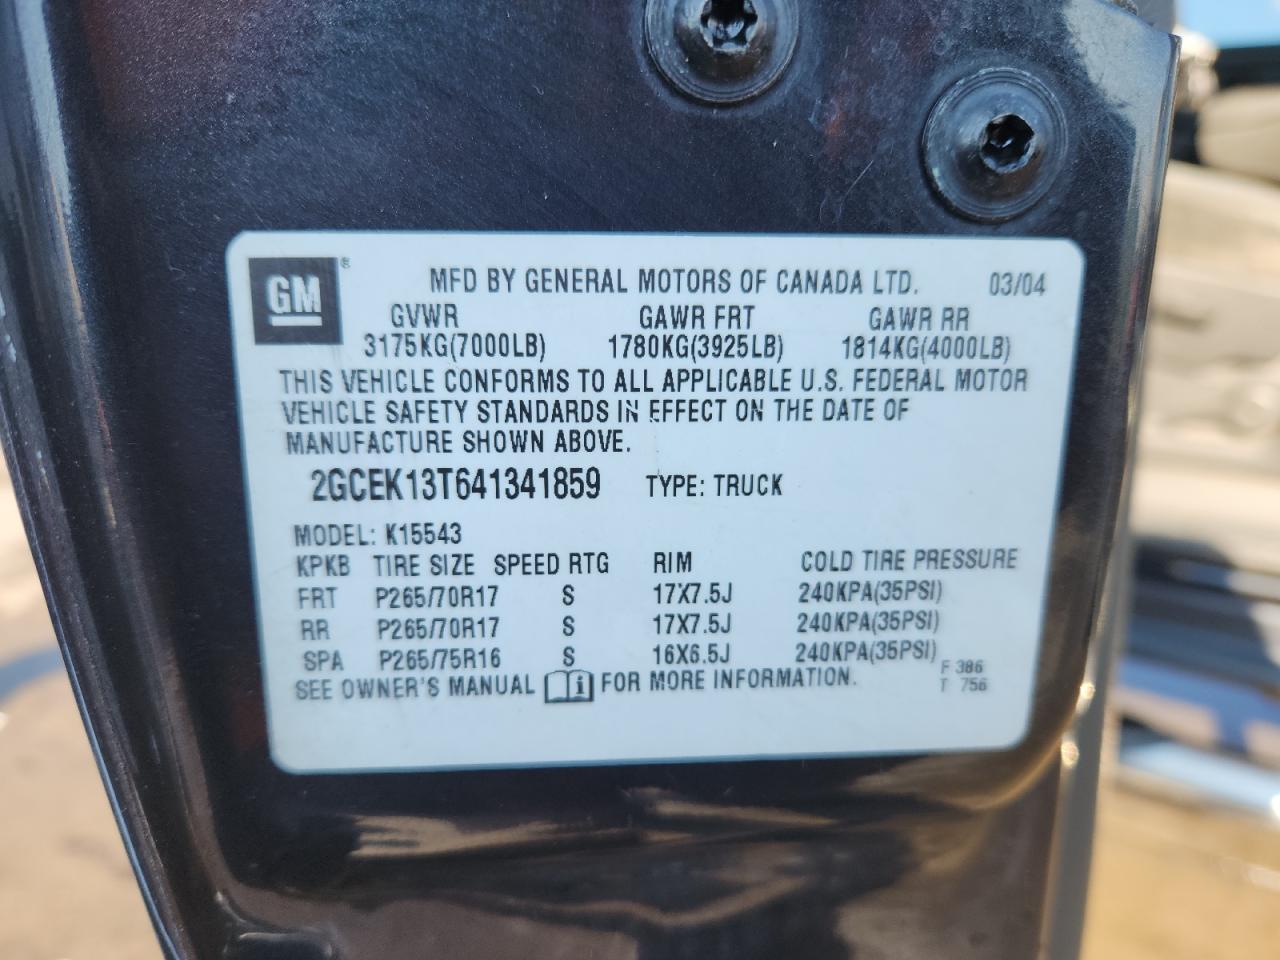 GM ® MFD BY GENERAL MOTORS OF CANADA LTD. 03/04
GVWR GAWR FRT GAWR RR
3175KG(7000LB) 1780KG(3925LB) 1814KG(4000LB)
THIS VEHICLE CONFORMS TO ALL APPLICABLE U.S. FEDERAL MOTOR
VEHICLE SAFETY STANDARDS IN EFFECT ON THE DATE OF
MANUFACTURE SHOWN ABOVE.
2GCEK13T641341859 TYPE: TRUCK
MODEL: K15543
KPKB TIRE SIZE SPEED RTG RIM COLD TIRE PRESSURE
FRT P265/70R17 S 17X7.5J 240KPA(35PSI)
RR P265/70R17 S 17X7.5J 240KPA(35PSI)
SPA P265/75R16 S 16X6.5J 240KPA(35PSI)
SEE OWNER'S MANUAL i FOR MORE INFORMATION.
F 386
T 756